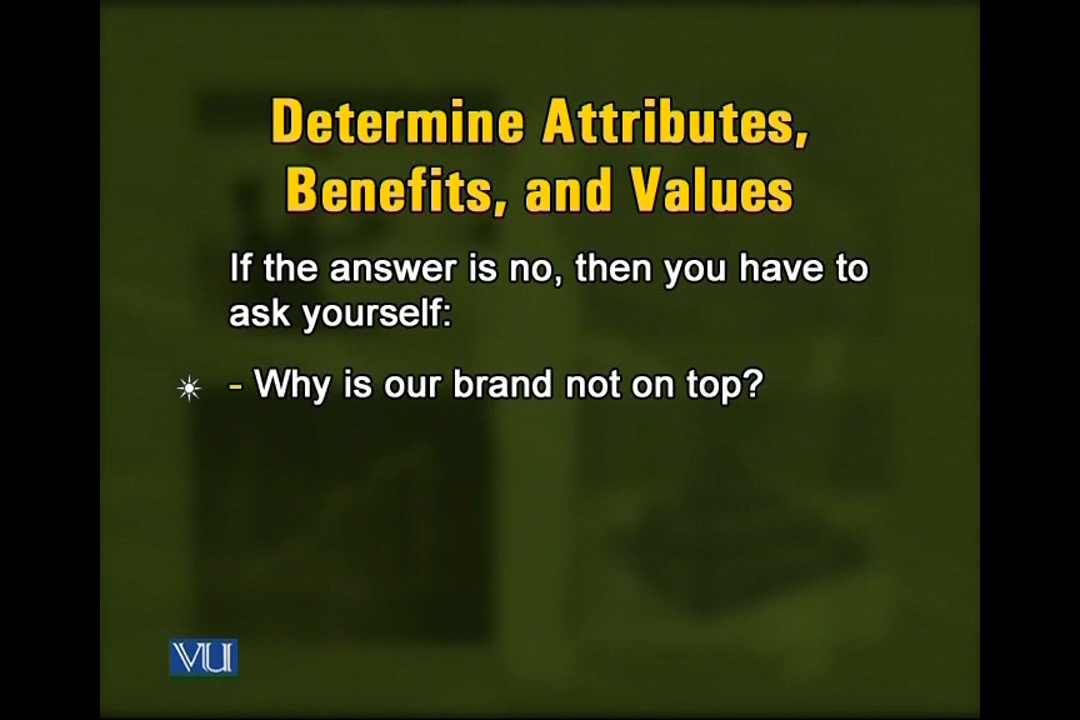 Determine Attributes,
Benefits, and Values
If the answer is no, then you have to
ask yourself:
- Why is our brand not on top?
VU